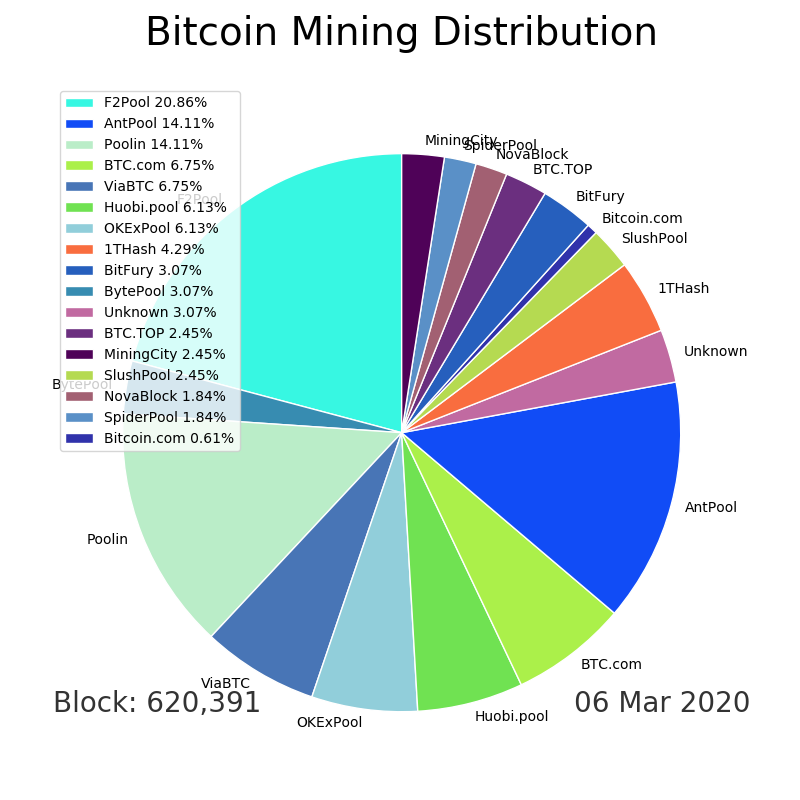 Bitcoin Mining Distribution
F2Pool 20.86%
AntPool 14.11%
Poolin 14.11%
BTC.com 6.75%
ViaBTC 6.75%
Huobi.pool 6.13%
OKExPool 6.13%
1THash 4.29%
BitFury 3.07%
BytePool 3.07%
Unknown 3.07%
BTC.TOP 2.45%
MiningCity 2.45%
SlushPool 2.45%
NovaBlock 1.84%
SpiderPool 1.84%
Bitcoin.com 0.61%
F2Pool
BytePool
Poolin
ViaBTC
OKExPool
Huobi.pool
BTC.com
AntPool
Unknown
1THash
SlushPool
Bitcoin.com
BitFury
BTC.TOP
NovaBlock
SpiderPool
MiningCity
Block: 620,391
06 Mar 2020